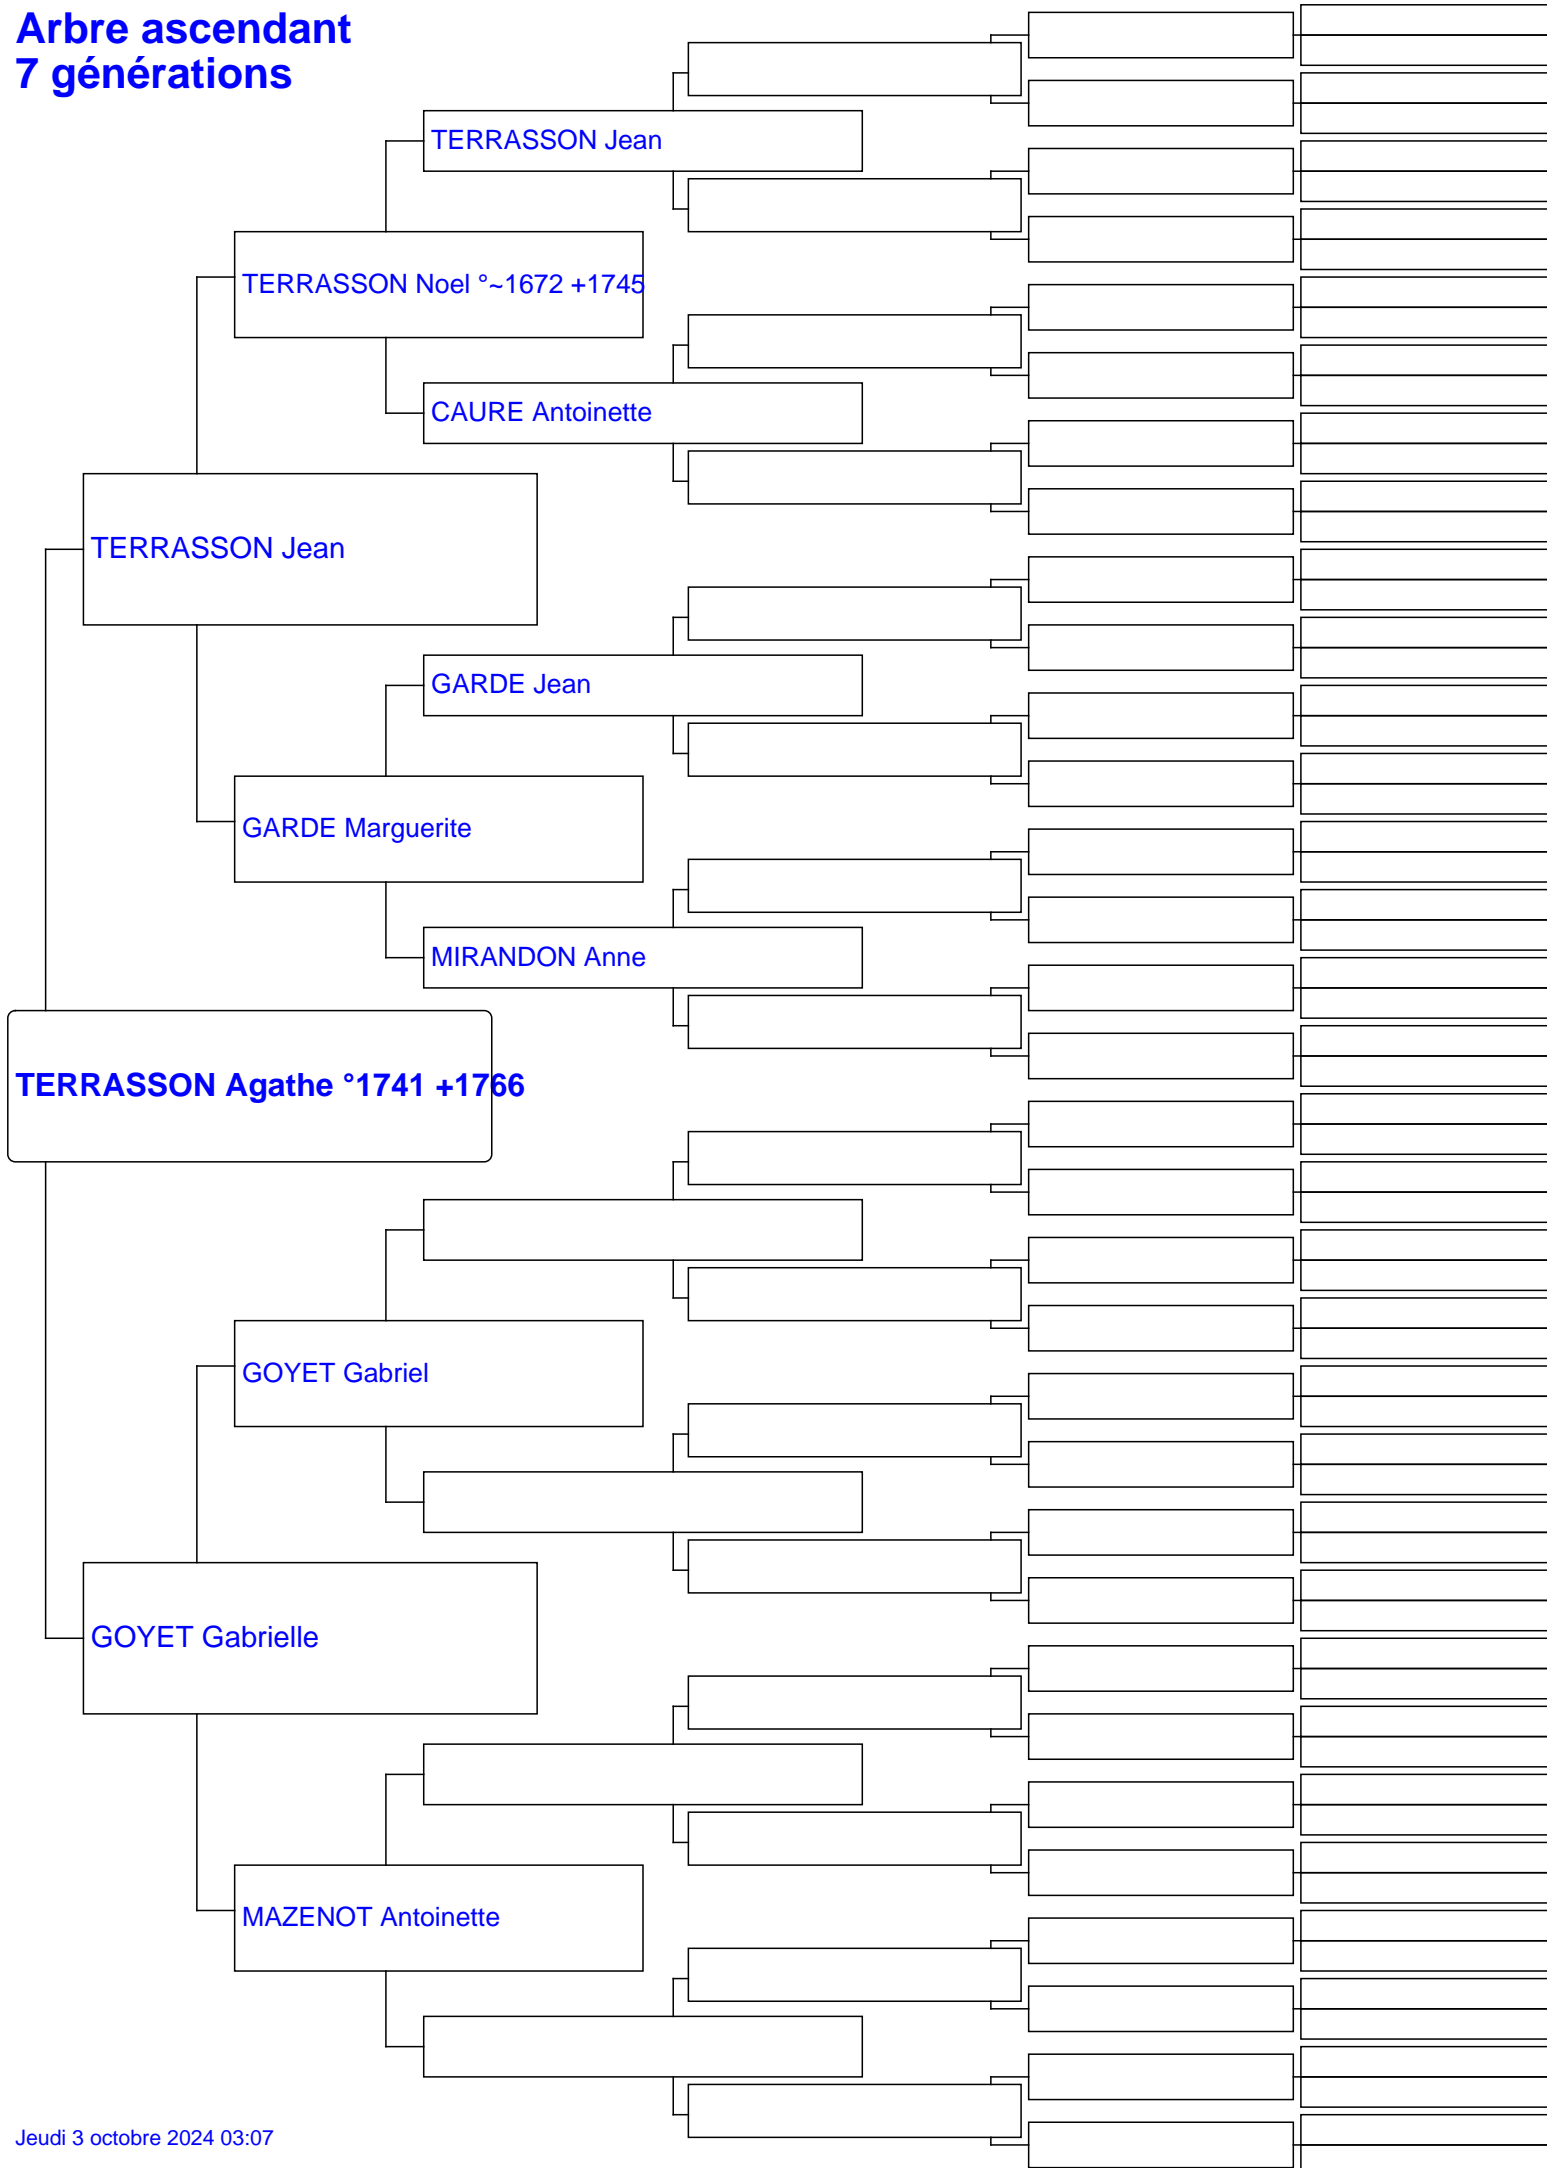 Arbre ascendant
7 générations
TERRASSON Jean
TERRASSON Noel °~1672 +1745
CAURE Antoinette
TERRASSON Jean
GARDE Jean
GARDE Marguerite
MIRANDON Anne
TERRASSON Agathe °1741 +1766
GOYET Gabriel
GOYET Gabrielle
MAZENOT Antoinette
Jeudi 3 octobre 2024 03:07